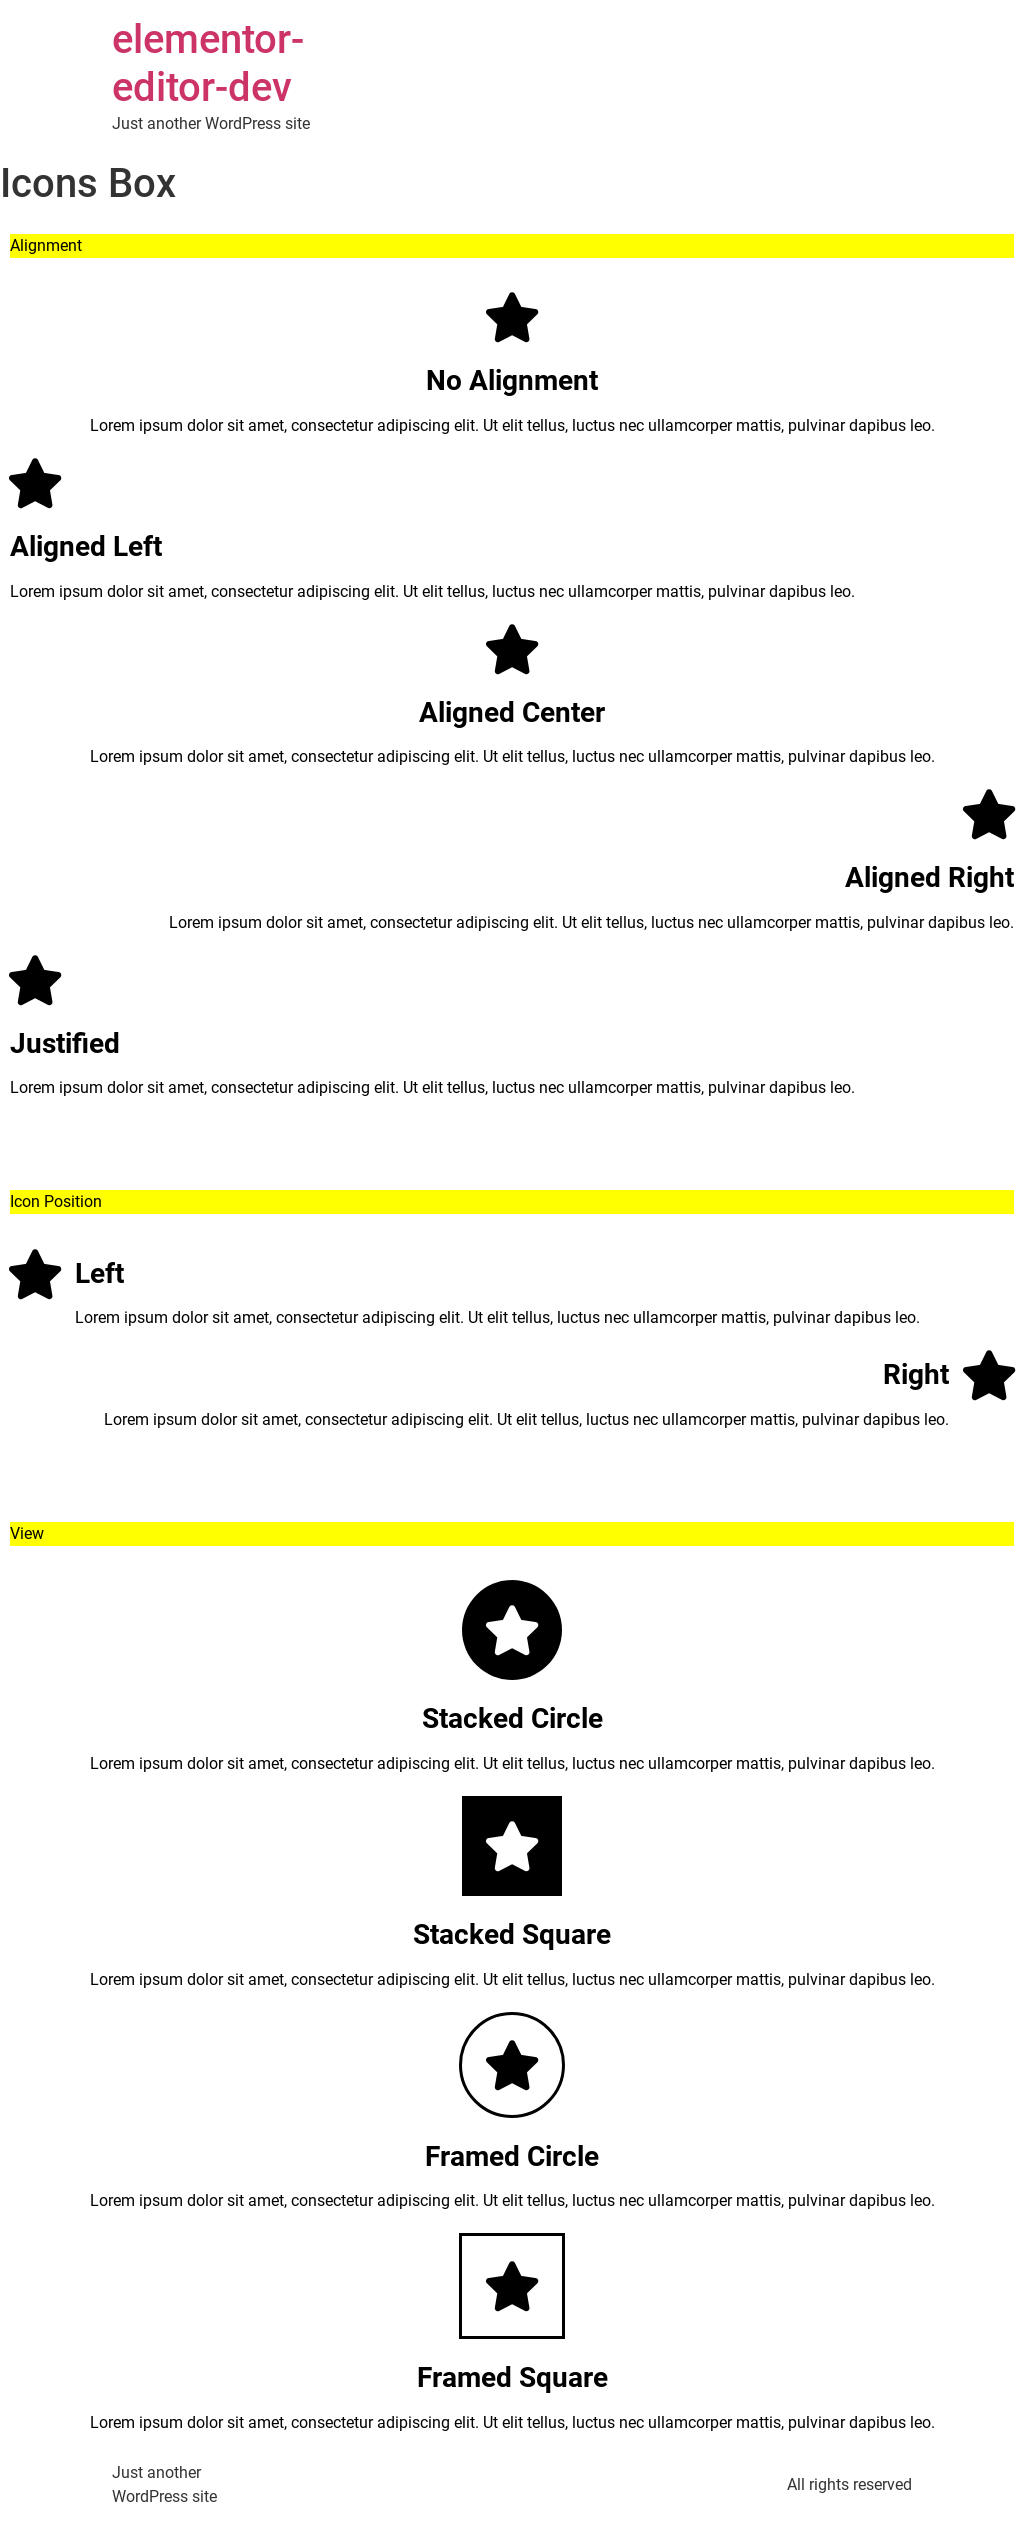 elementor-
editor-dev
Just another WordPress site
Icons Box
Alignment
No Alignment
Lorem ipsum dolor sit amet, consectetur adipiscing elit. Ut elit tellus, luctus nec ullamcorper mattis, pulvinar dapibus leo.
Aligned Left
Lorem ipsum dolor sit amet, consectetur adipiscing elit. Ut elit tellus, luctus nec ullamcorper mattis, pulvinar dapibus leo.
Aligned Center
Lorem ipsum dolor sit amet, consectetur adipiscing elit. Ut elit tellus, luctus nec ullamcorper mattis, pulvinar dapibus leo.
Aligned Right
Lorem ipsum dolor sit amet, consectetur adipiscing elit. Ut elit tellus, luctus nec ullamcorper mattis, pulvinar dapibus leo.
Justified
Lorem ipsum dolor sit amet, consectetur adipiscing elit. Ut elit tellus, luctus nec ullamcorper mattis, pulvinar dapibus leo.
Icon Position
Left
Lorem ipsum dolor sit amet, consectetur adipiscing elit. Ut elit tellus, luctus nec ullamcorper mattis, pulvinar dapibus leo.
Right
Lorem ipsum dolor sit amet, consectetur adipiscing elit. Ut elit tellus, luctus nec ullamcorper mattis, pulvinar dapibus leo.
View
Stacked Circle
Lorem ipsum dolor sit amet, consectetur adipiscing elit. Ut elit tellus, luctus nec ullamcorper mattis, pulvinar dapibus leo.
Stacked Square
Lorem ipsum dolor sit amet, consectetur adipiscing elit. Ut elit tellus, luctus nec ullamcorper mattis, pulvinar dapibus leo.
Framed Circle
Lorem ipsum dolor sit amet, consectetur adipiscing elit. Ut elit tellus, luctus nec ullamcorper mattis, pulvinar dapibus leo.
Framed Square
Lorem ipsum dolor sit amet, consectetur adipiscing elit. Ut elit tellus, luctus nec ullamcorper mattis, pulvinar dapibus leo.
Just another
WordPress site
All rights reserved